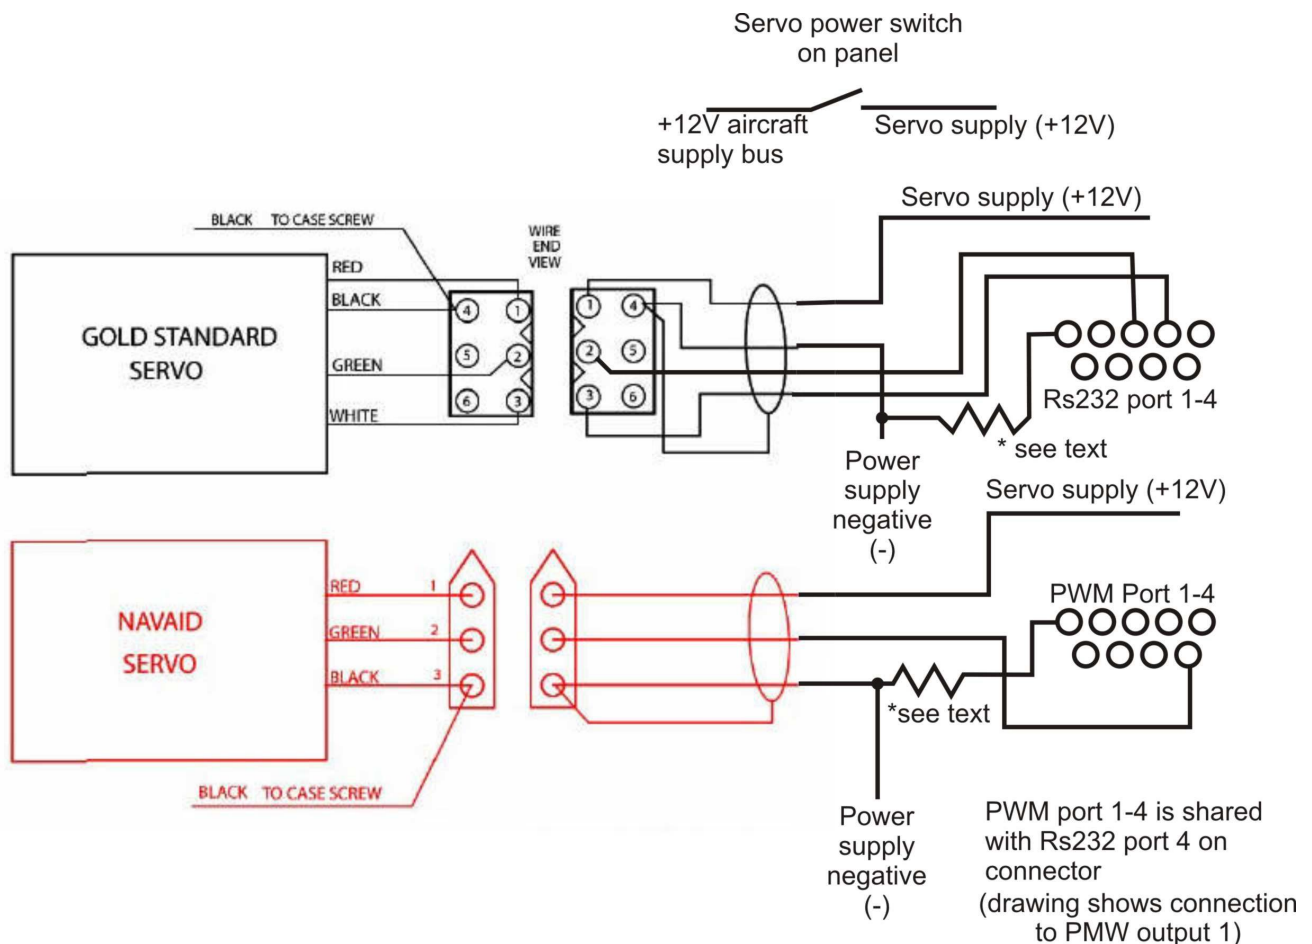 Servo power switch
on panel
+12V aircraft
supply bus
Servo supply (+12V)
Servo supply (+12V)
BLACK TO CASE SCREW
WIRE
END
VIEW
RED
BLACK
GREEN
WHITE
GOLD STANDARD
SERVO
4 1
5 2
6 3
1 4
2 5
3 6
Rs232 port 1-4
* see text
Power
supply
negative
(-)
Servo supply (+12V)
NAVAID
SERVO
RED 1
GREEN 2
BLACK 3
BLACK TO CASE SCREW
PWM Port 1-4
*see text
Power
supply
negative
(-)
PWM port 1-4 is shared
with Rs232 port 4 on
connector
(drawing shows connection
to PMW output 1)